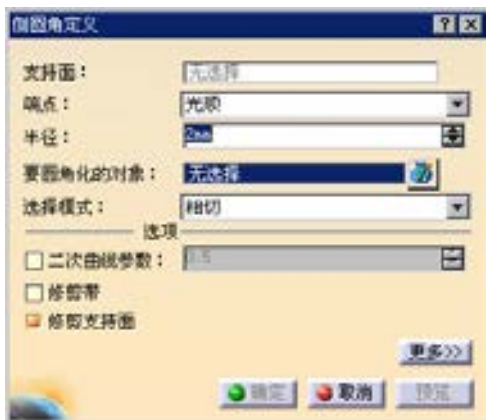 倒圆角定义
支持面： 无选择
端点： 光顺
半径： 2mm
要圆角化的对象： 无选择
选择模式： 相切
选项
二次曲线参数： 0.5
修剪带
修剪支持面
更多>>
确定 取消 预览